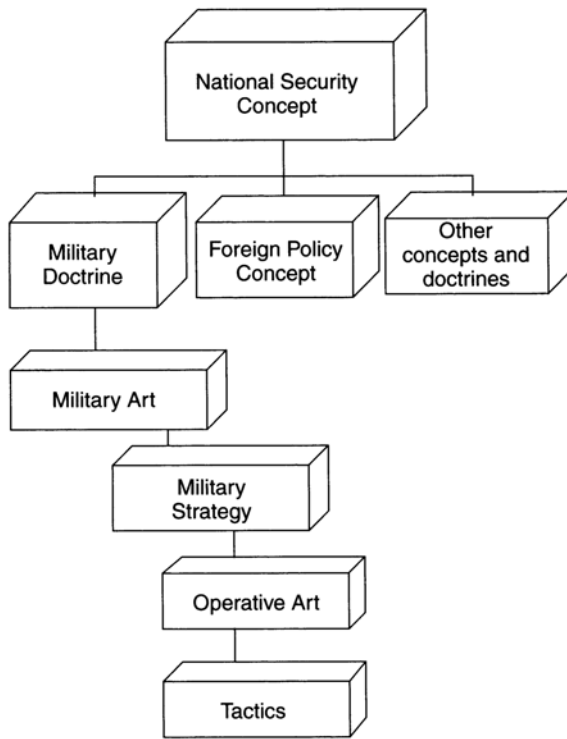 National Security
Concept
Military
Doctrine
Foreign Policy
Concept
Other
concepts and
doctrines
Military Art
Military
Strategy
Operative Art
Tactics